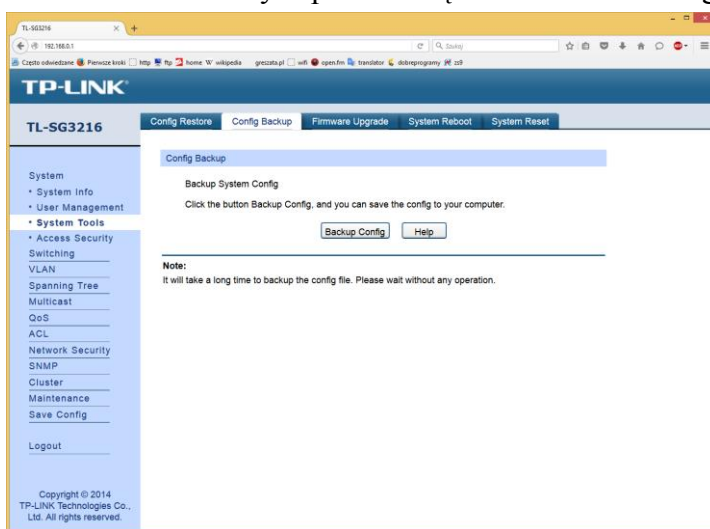 TL-SG3216
192.168.0.1
Szukaj
Często odwiedzane Pierwsze kroki http ftp home W wikipedia greszata.pl wifi open.fm translator dobreprogramy zs9
TP-LINK
TL-SG3216
Config Restore Config Backup Firmware Upgrade System Reboot System Reset
Config Backup
Backup System Config
Click the button Backup Config, and you can save the config to your computer.
Backup Config Help
Note:
It will take a long time to backup the config file. Please wait without any operation.
System
• System Info
• User Management
• System Tools
• Access Security
Switching
VLAN
Spanning Tree
Multicast
QoS
ACL
Network Security
SNMP
Cluster
Maintenance
Save Config
Logout
Copyright © 2014
TP-LINK Technologies Co.,
Ltd. All rights reserved.